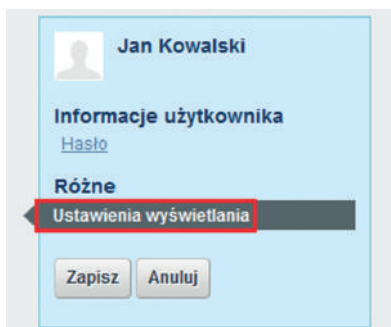 Jan Kowalski
Informacje użytkownika
Hasło
Różne
Ustawienia wyświetlania
Zapisz Anuluj